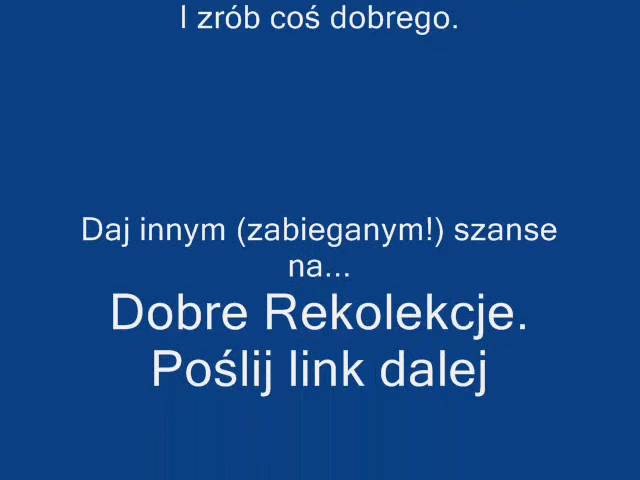 I zrób coś dobrego.
Daj innym (zabieganym!) szanse
na...
Dobre Rekolekcje.
Poślij link dalej